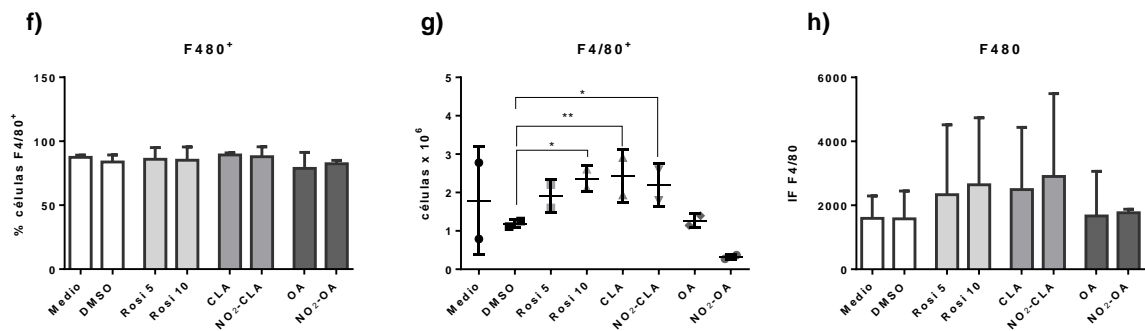 f)
F480⁺
% células F4/80⁺
150
100
50
0
Medio
DMSO
Rosi 5
Rosi 10
CLA
NO₂-CLA
OA
NO₂-OA
g)
F4/80⁺
células x 10⁶
5
4
3
2
1
0
*
**
*
Medio
DMSO
Rosi 5
Rosi 10
CLA
NO₂-CLA
OA
NO₂-OA
h)
F480
IF F4/80
6000
4000
2000
0
Medio
DMSO
Rosi 5
Rosi 10
CLA
NO₂-CLA
OA
NO₂-OA